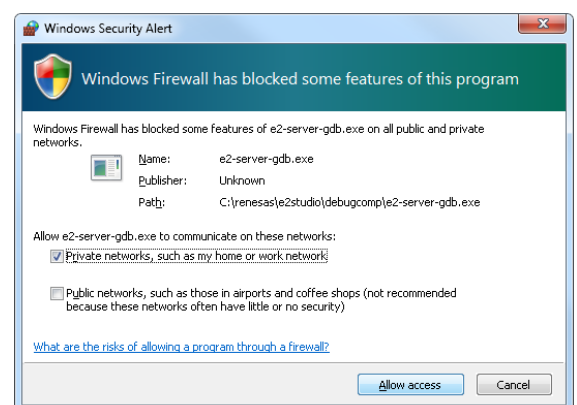 Windows Security Alert
Windows Firewall has blocked some features of this program
Windows Firewall has blocked some features of e2-server-gdb.exe on all public and private
networks.
Name: e2-server-gdb.exe
Publisher: Unknown
Path: C:\renesas\e2studio\debugcomp\e2-server-gdb.exe
Allow e2-server-gdb.exe to communicate on these networks:
Private networks, such as my home or work network
Public networks, such as those in airports and coffee shops (not recommended
because these networks often have little or no security)
What are the risks of allowing a program through a firewall?
Allow access Cancel